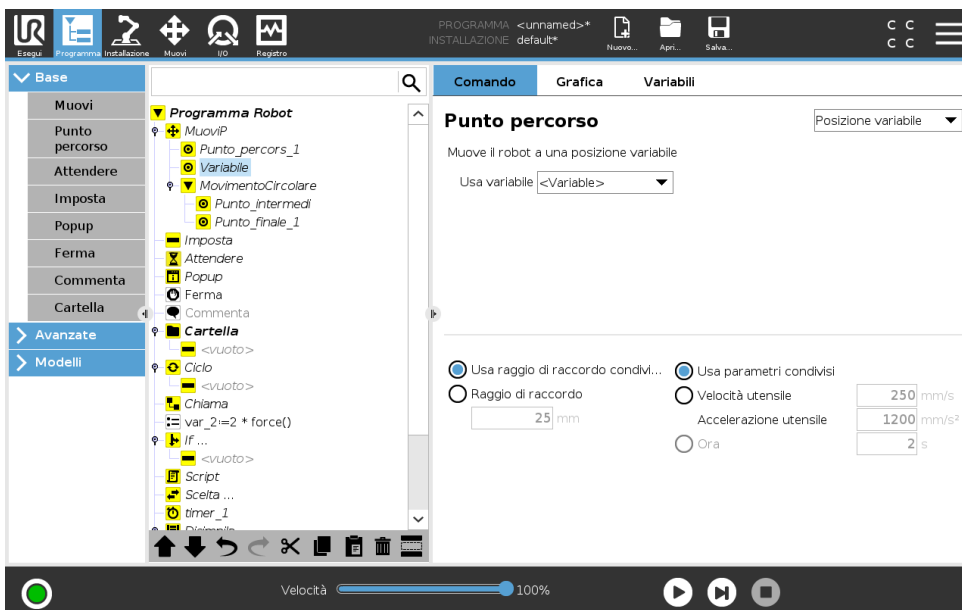 UR
PROGRAMMA <unnamed>*
INSTALLAZIONE default*
C C
C C
Esegui Programma Installazione Muovi I/O Registro Nuovo... Apri... Salva...
Base
Muovi
Punto
percorso
Attendere
Imposta
Popup
Ferma
Commenta
Cartella
Avanzate
Modelli
Programma Robot
MuoviP
Punto_percors_1
Variabile
MovimentoCircolare
Punto_intermedi
Punto_finale_1
Imposta
Attendere
Popup
Ferma
Commenta
Cartella
<vuoto>
Ciclo
<vuoto>
Chiama
var_2:=2 * force()
If ...
<vuoto>
Script
Scelta ...
timer_1
Comando Grafica Variabili
Punto percorso Posizione variabile
Muove il robot a una posizione variabile
Usa variabile <Variable>
Usa raggio di raccordo condivi... Usa parametri condivisi
Raggio di raccordo Velocità utensile 250 mm/s
25 mm Accelerazione utensile 1200 mm/s²
Ora 2 s
Velocità 100%